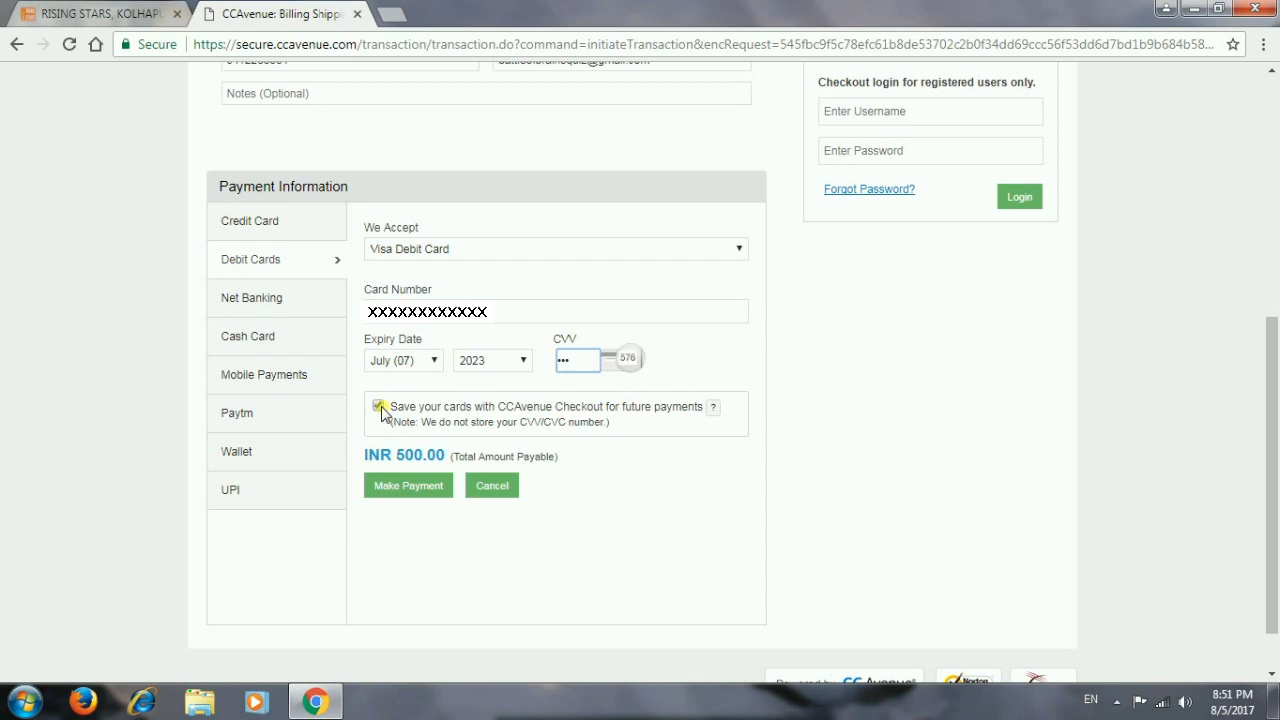 RISING STARS, KOLHAPU
CCAvenue: Billing Shippi
Secure https://secure.ccavenue.com/transaction/transaction.do?command=initiateTransaction&encRequest=545fbc9f5c78efc61b8de53702c2b0f34dd69ccc56f53dd6d7bd1b9b684b58...
Notes (Optional)
Checkout login for registered users only.
Enter Username
Enter Password
Forgot Password?
Login
Payment Information
Credit Card
Debit Cards
Net Banking
Cash Card
Mobile Payments
Paytm
Wallet
UPI
We Accept
Visa Debit Card
Card Number
XXXXXXXXXXXX
Expiry Date CVV
July (07) 2023 ••• 576
Save your cards with CCAvenue Checkout for future payments ?
(Note: We do not store your CVV/CVC number.)
INR 500.00 (Total Amount Payable)
Make Payment Cancel
Powered by CCAvenue Norton
EN 8:51 PM
8/5/2017